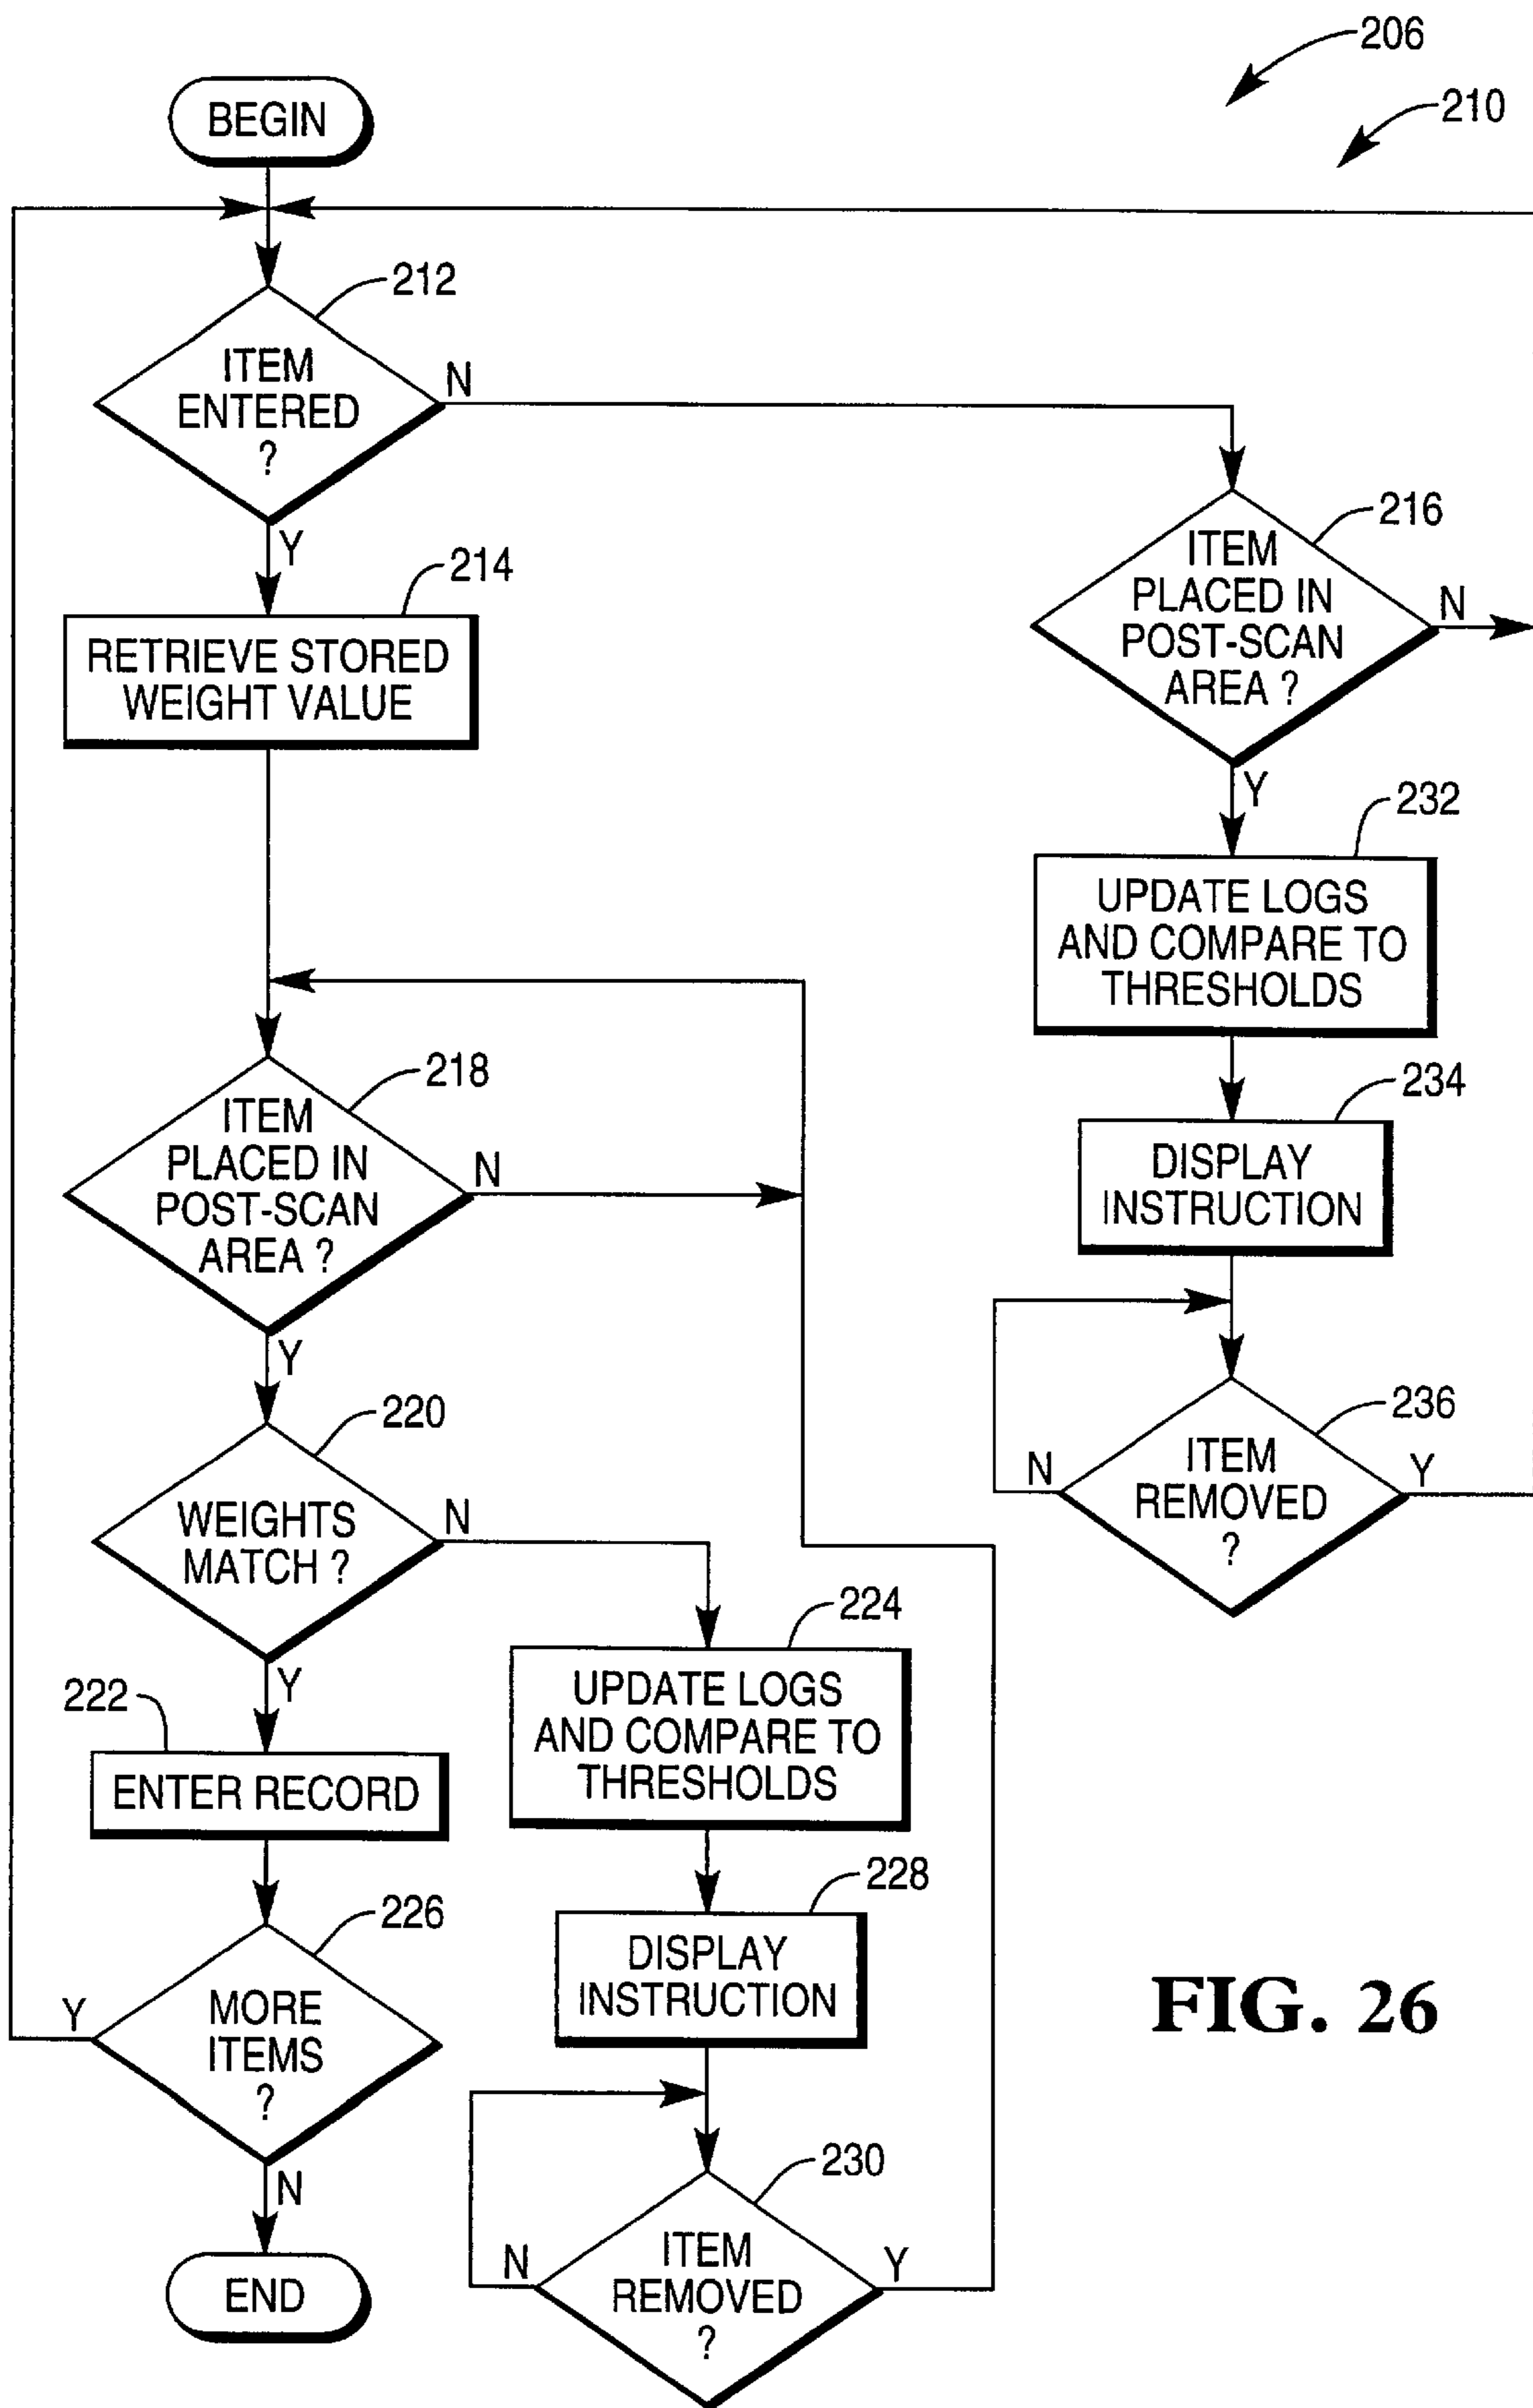 206
210
BEGIN
212
ITEM
ENTERED
?
N
Y
214
RETRIEVE STORED
WEIGHT VALUE
216
ITEM
PLACED IN
POST-SCAN
AREA ?
N
Y
232
UPDATE LOGS
AND COMPARE TO
THRESHOLDS
234
DISPLAY
INSTRUCTION
236
ITEM
REMOVED
?
N
Y
218
ITEM
PLACED IN
POST-SCAN
AREA ?
N
Y
220
WEIGHTS
MATCH ?
N
Y
222
ENTER RECORD
224
UPDATE LOGS
AND COMPARE TO
THRESHOLDS
226
MORE
ITEMS
?
Y
N
END
228
DISPLAY
INSTRUCTION
230
ITEM
REMOVED
?
N
Y
FIG. 26